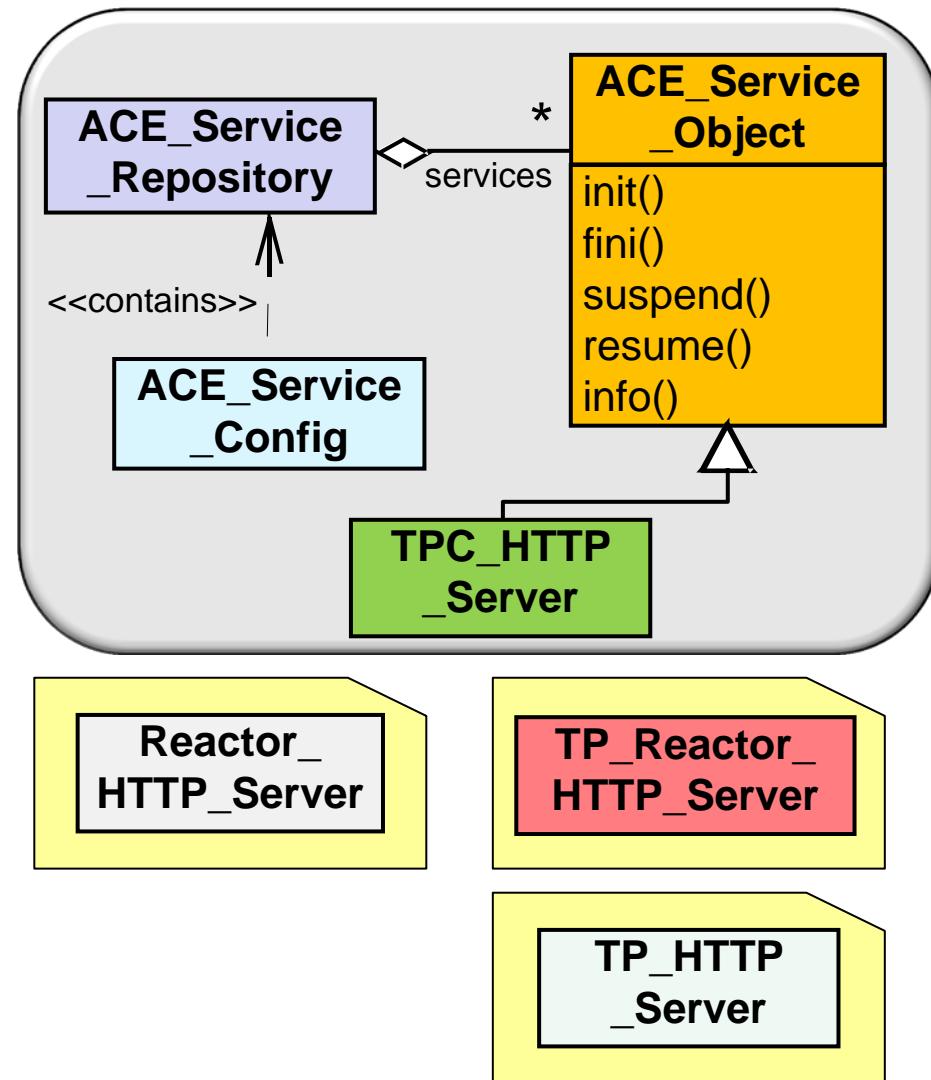 ACE_Service
_Repository
*
services
ACE_Service
_Object
init()
fini()
suspend()
resume()
info()
<<contains>>
ACE_Service
_Config
TPC_HTTP
_Server
Reactor_
HTTP_Server
TP_Reactor_
HTTP_Server
TP_HTTP
_Server